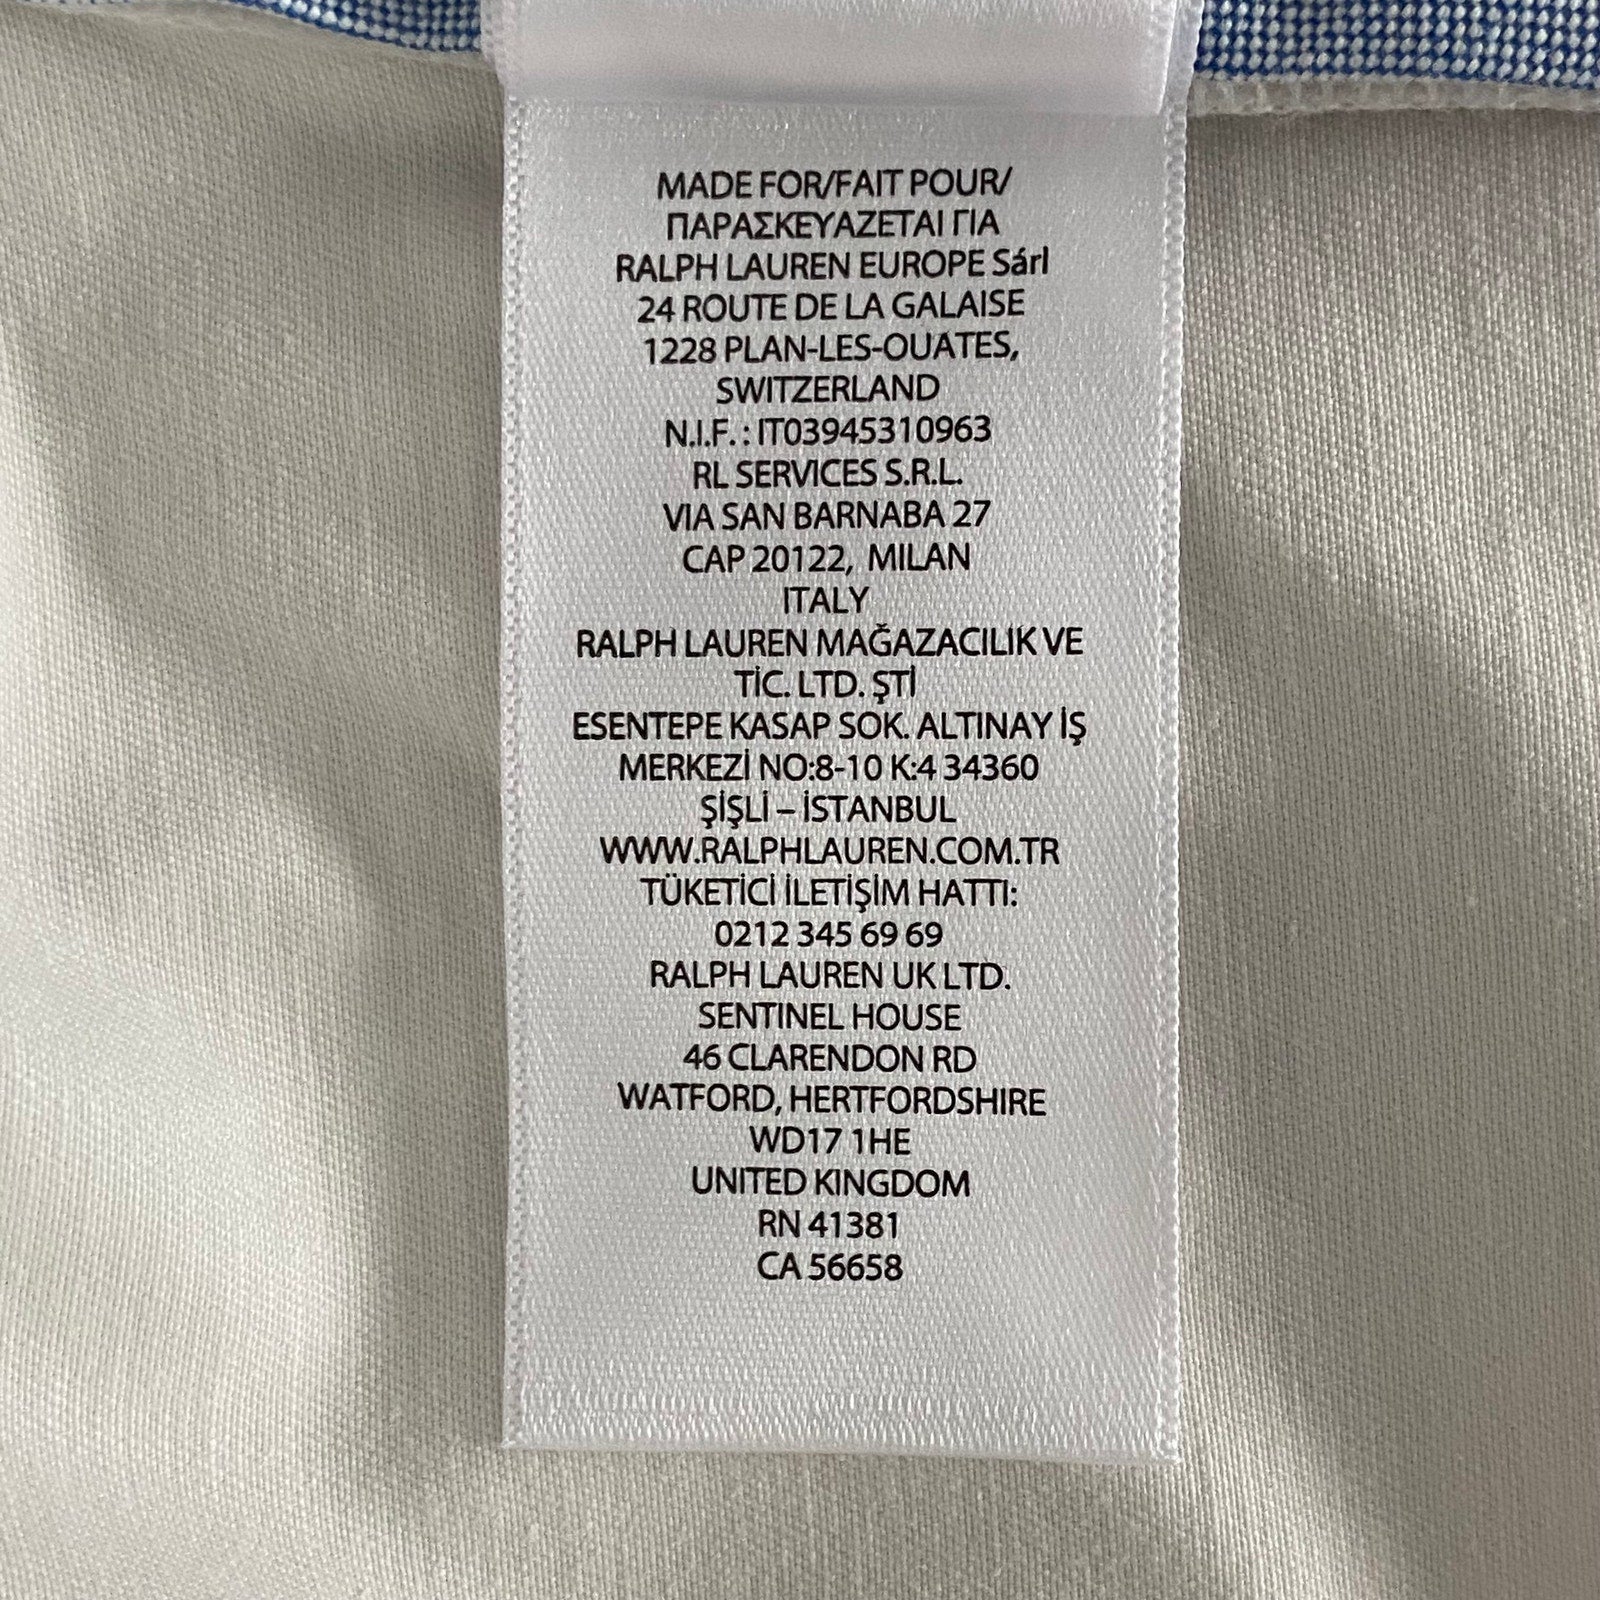 MADE FOR/FAIT POUR/
ΠΑΡΑΣΚΕΥΑΖΕΤΑΙ ΓΙΑ
RALPH LAUREN EUROPE Sárl
24 ROUTE DE LA GALAISE
1228 PLAN-LES-OUATES,
SWITZERLAND
N.I.F. : IT03945310963
RL SERVICES S.R.L.
VIA SAN BARNABA 27
CAP 20122, MILAN
ITALY
RALPH LAUREN MAĞAZACILIK VE
TİC. LTD. ŞTİ
ESENTEPE KASAP SOK. ALTINAY İŞ
MERKEZİ NO:8-10 K:4 34360
ŞİŞLİ – İSTANBUL
WWW.RALPHLAUREN.COM.TR
TÜKETİCİ İLETİŞİM HATTI:
0212 345 69 69
RALPH LAUREN UK LTD.
SENTINEL HOUSE
46 CLARENDON RD
WATFORD, HERTFORDSHIRE
WD17 1HE
UNITED KINGDOM
RN 41381
CA 56658